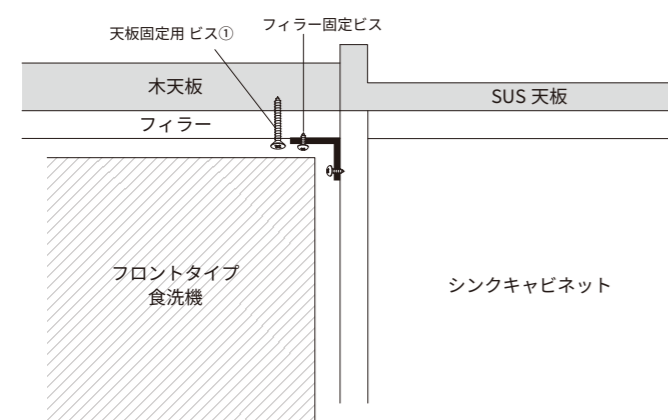 天板固定用 ビス①
フィラー固定ビス
木天板
SUS 天板
フィラー
フロントタイプ
食洗機
シンクキャビネット